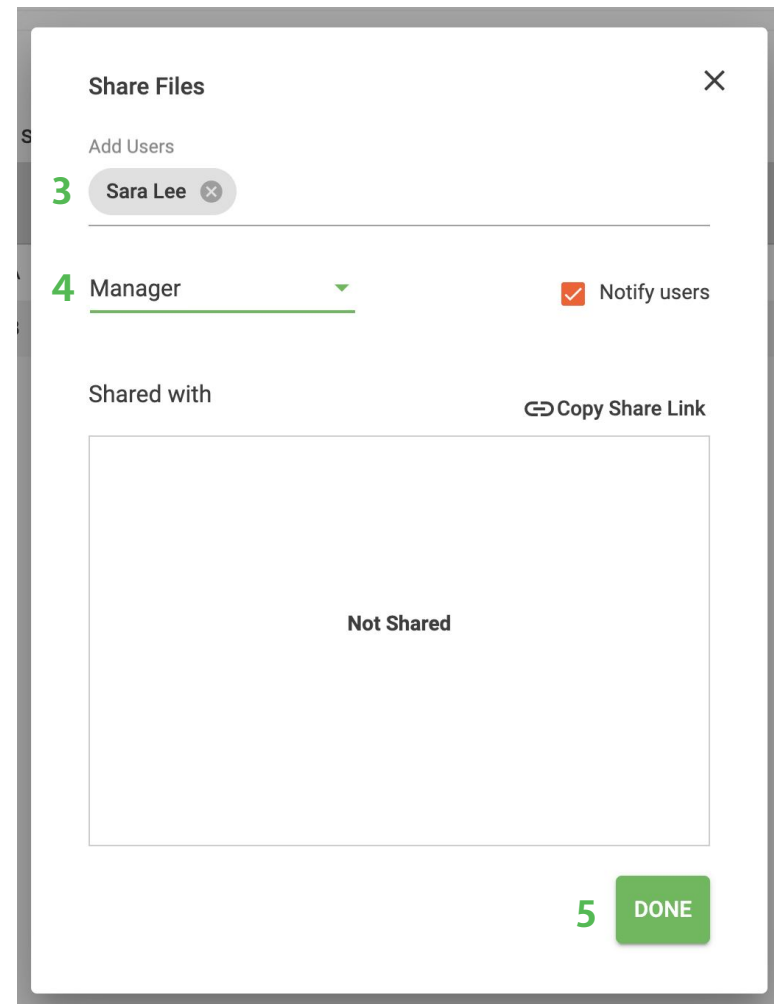 Share Files
Add Users
3 Sara Lee
4 Manager
Notify users
Shared with
Copy Share Link
Not Shared
5 DONE